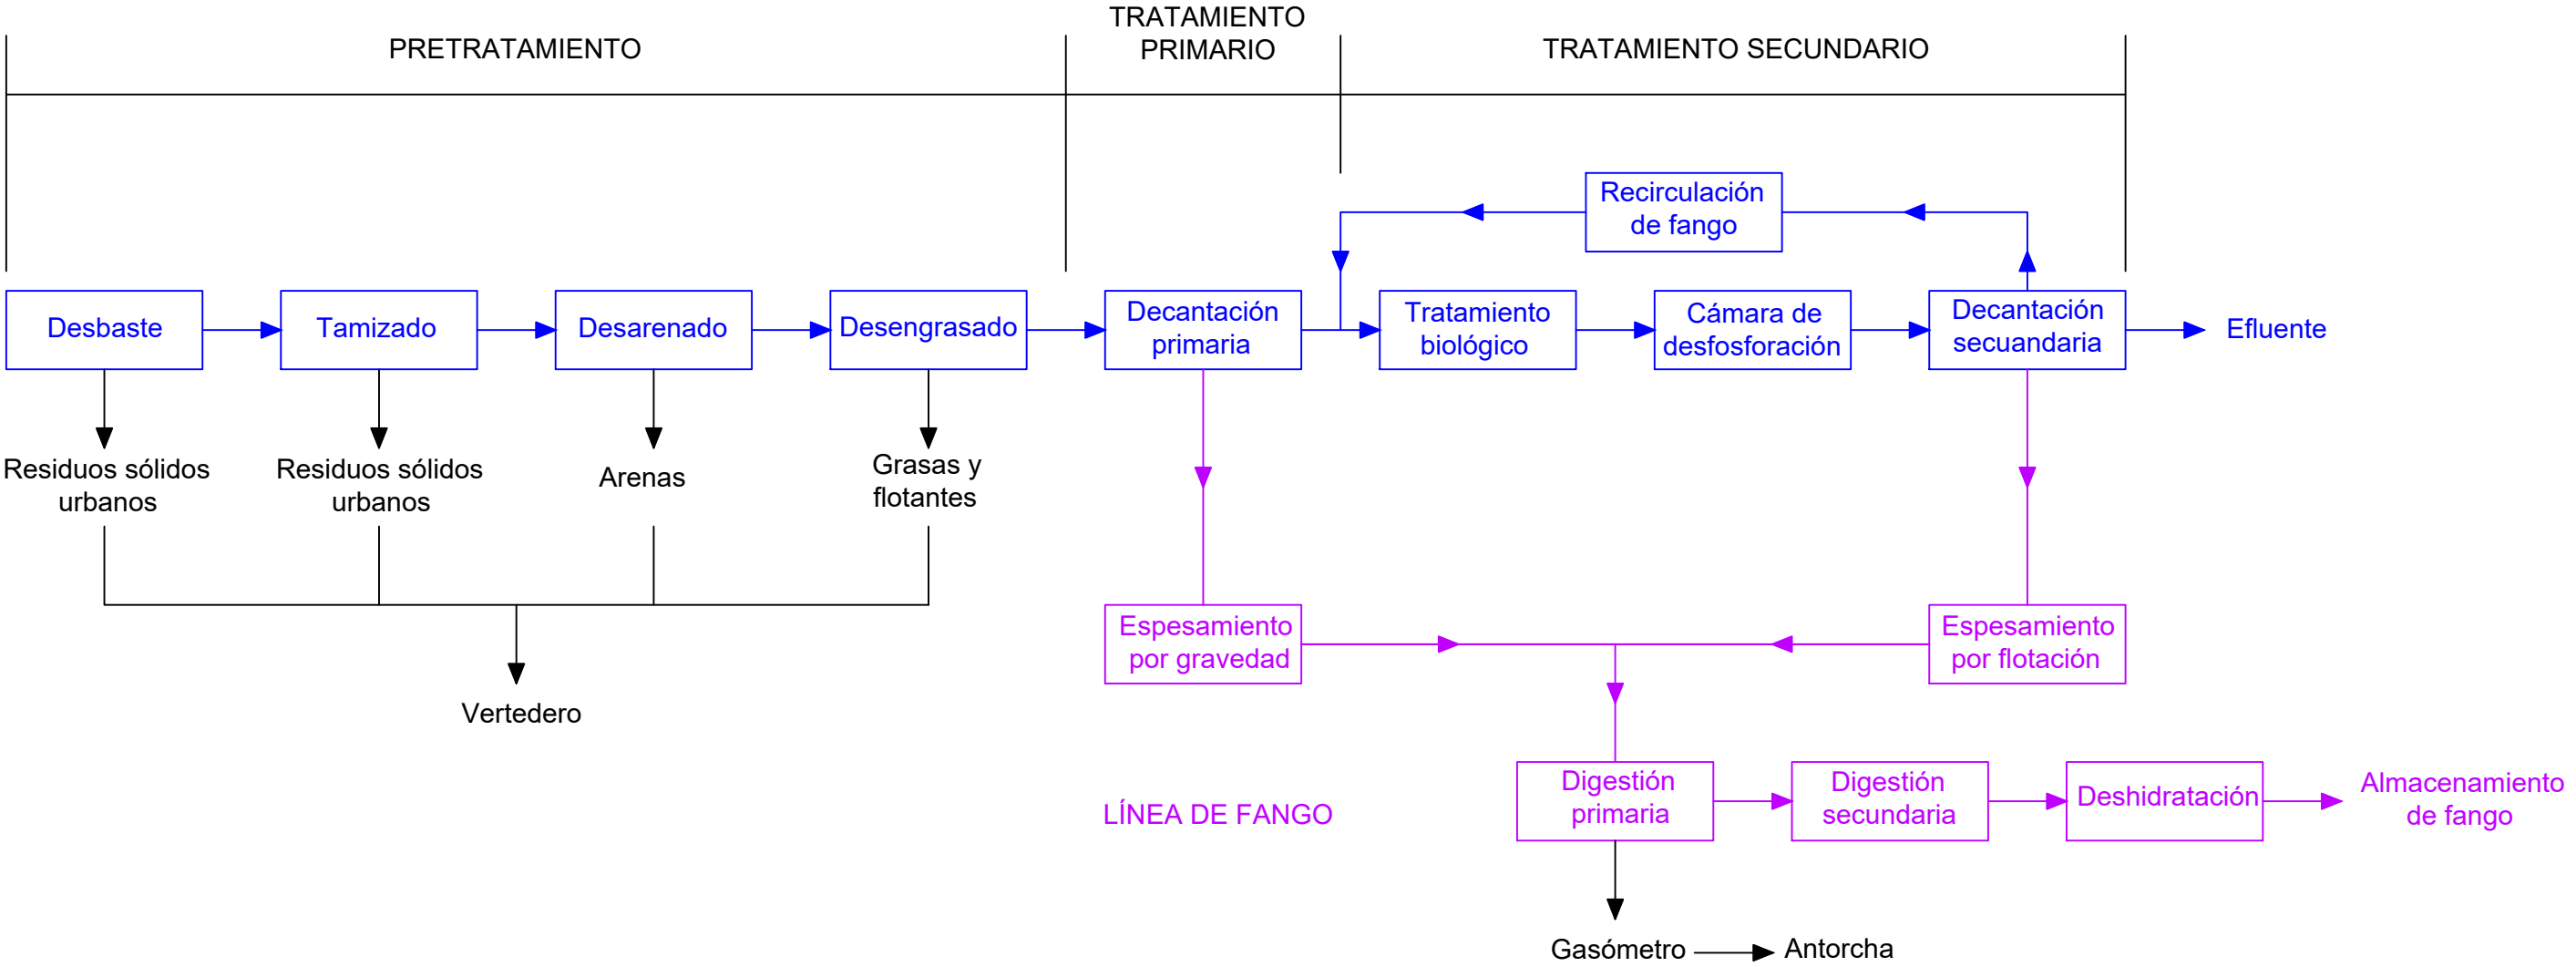 PRETRATAMIENTO
TRATAMIENTO
PRIMARIO
TRATAMIENTO SECUNDARIO
Recirculación
de fango
Desbaste
Tamizado
Desarenado
Desengrasado
Decantación
primaria
Tratamiento
biológico
Cámara de
desfosforación
Decantación
secuandaria
Efluente
Residuos sólidos
urbanos
Residuos sólidos
urbanos
Arenas
Grasas y
flotantes
Vertedero
Espesamiento
por gravedad
Espesamiento
por flotación
LÍNEA DE FANGO
Digestión
primaria
Digestión
secundaria
Deshidratación
Almacenamiento
de fango
Gasómetro
Antorcha